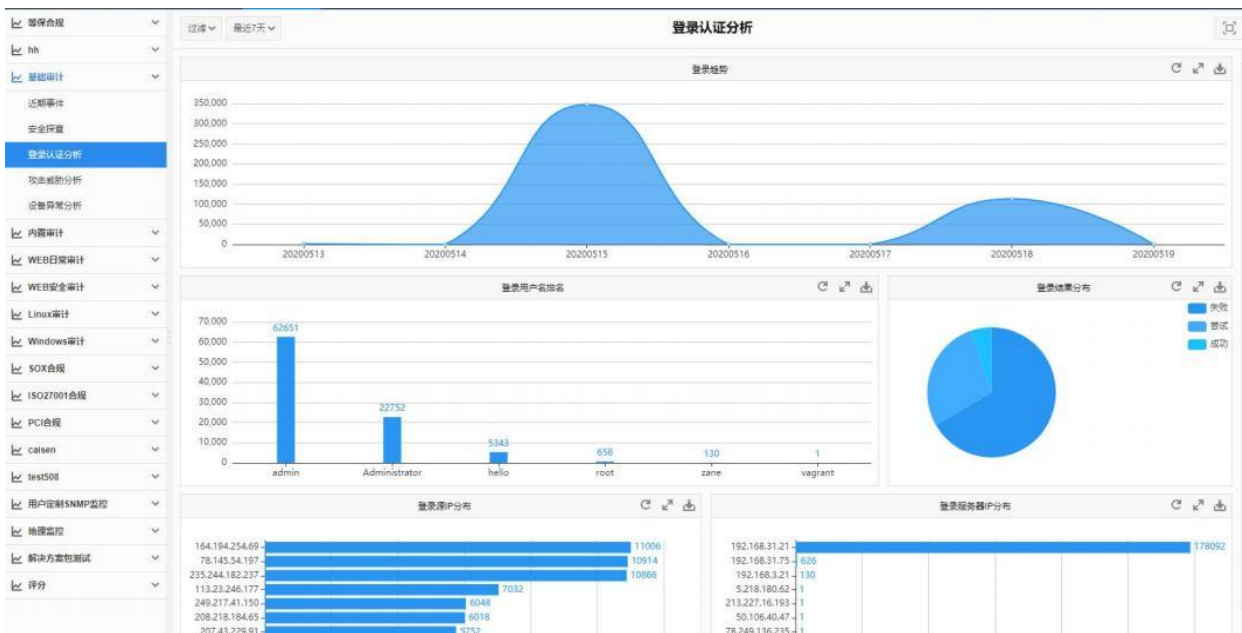 等保合规
hh
基础审计
近期事件
安全探查
登录认证分析
攻击威胁分析
设备异常分析
内置审计
WEB日常审计
WEB安全审计
Linux审计
Windows审计
SOX合规
ISO27001合规
PCI合规
caisen
test508
用户定制SNMP监控
地理监控
解决方案包测试
评分
过滤 最近7天
登录认证分析
登录趋势
350,000
300,000
250,000
200,000
150,000
100,000
50,000
0
20200513 20200514 20200515 20200516 20200517 20200518 20200519
登录用户名排名
70,000
60,000
50,000
40,000
30,000
20,000
10,000
0
62651 22752 5343 658 130 1
admin Administrator hello root zane vagrant
登录结果分布
失败
尝试
成功
登录源IP分布
164.194.254.69 11006
78.145.54.197 10914
235.244.182.237 10886
113.23.246.177 7032
249.217.41.150 6048
208.218.184.65 6018
207.43.229.91 5752
登录服务器IP分布
192.168.31.21 178092
192.168.31.75 626
192.168.3.21 130
5.218.180.62 1
213.227.16.193 1
50.106.40.47 1
78.249.136.235 1